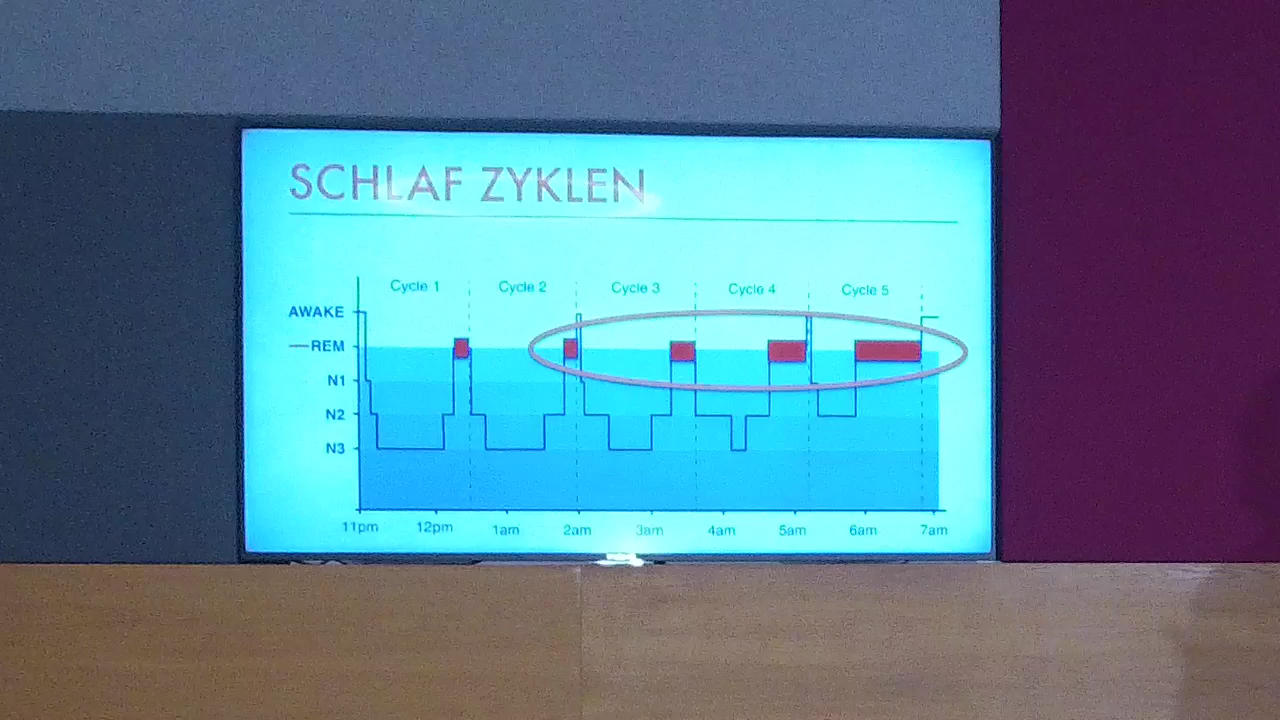 SCHLAF ZYKLEN
Cycle 1 Cycle 2 Cycle 3 Cycle 4 Cycle 5
AWAKE
REM
N1
N2
N3
11pm 12pm 1am 2am 3am 4am 5am 6am 7am